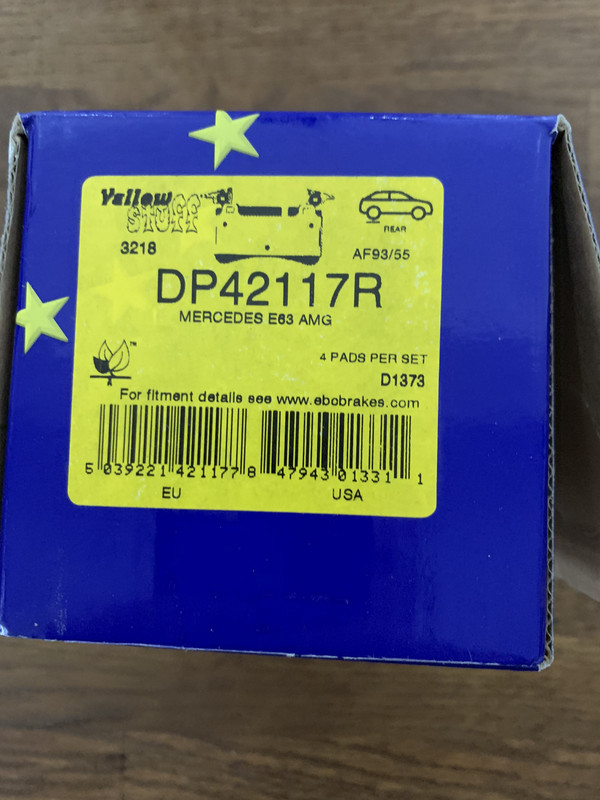 Yellow
STUFF
3218
REAR
AF93/55
DP42117R
MERCEDES E63 AMG
4 PADS PER SET
™
D1373
For fitment details see www.ebcbrakes.com
5 039221 421177 8 47943 01331 1
EU USA